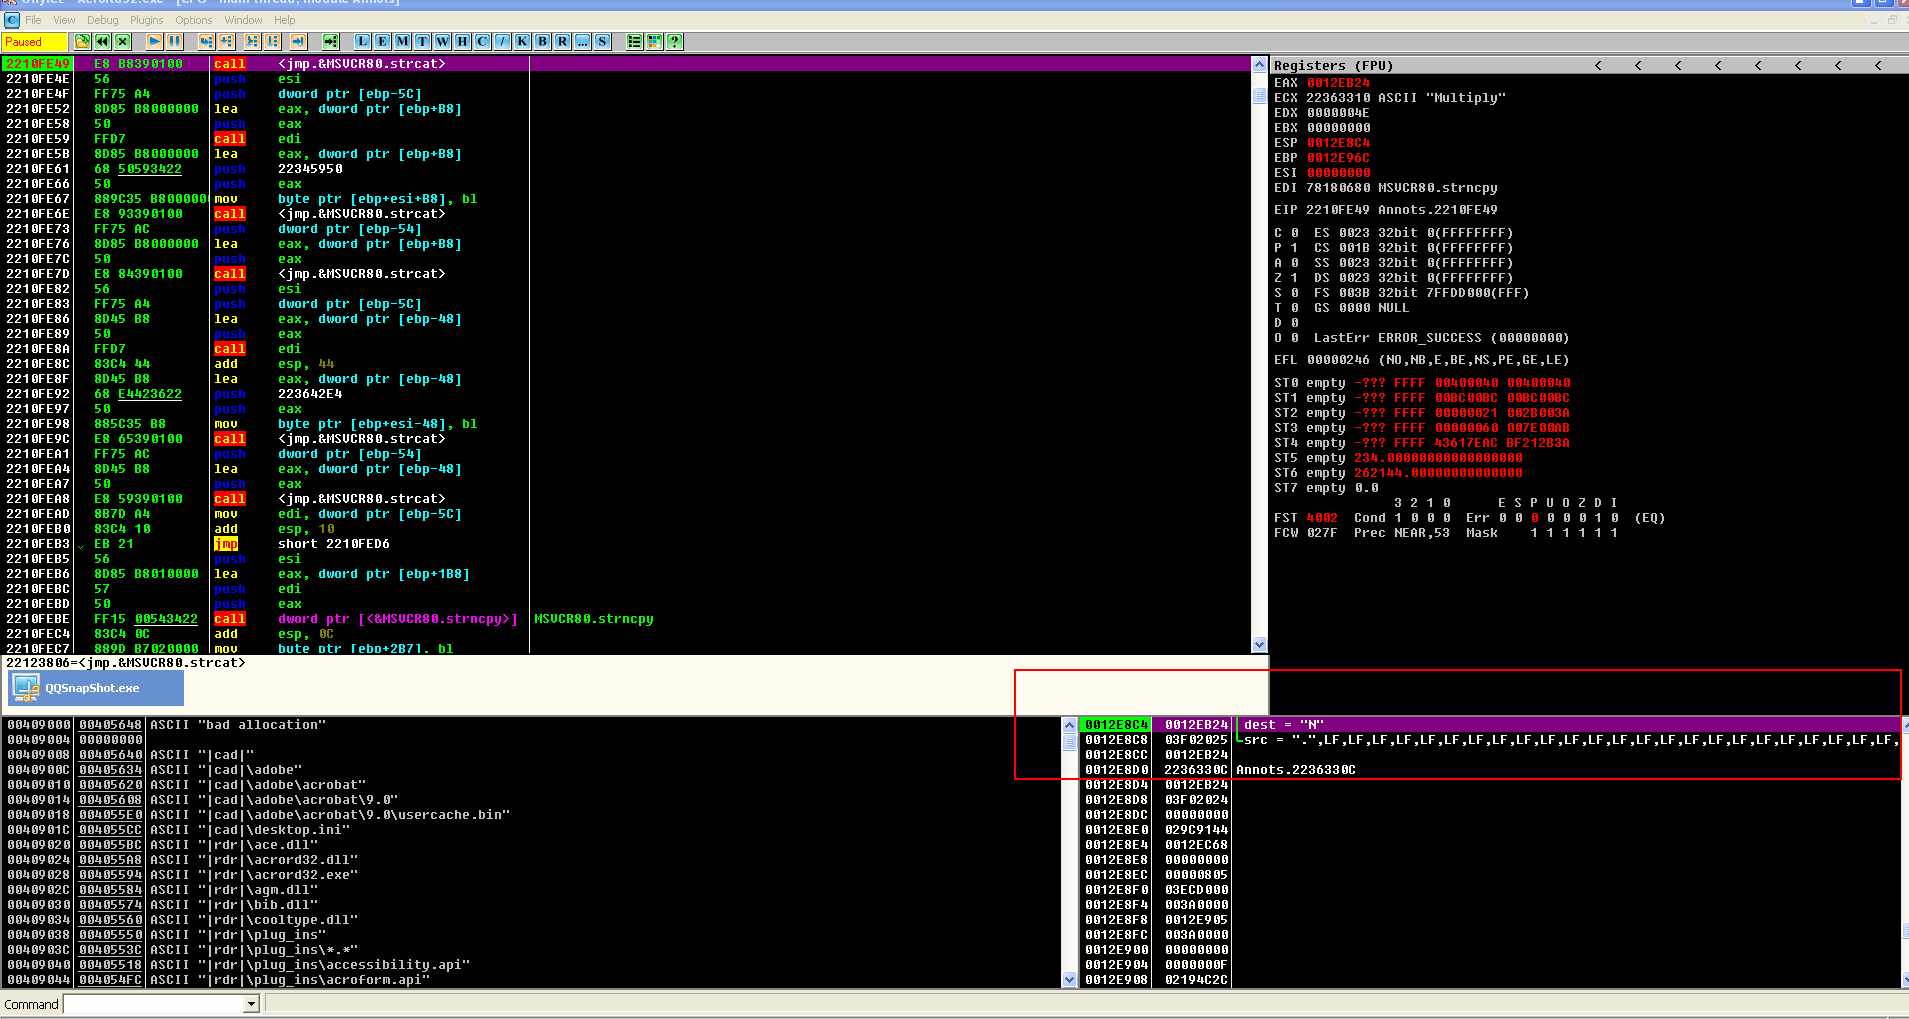 File View Debug Plugins Options Window Help
Paused L E M T W H C / K B R ... S ?
2210FE49 E8 B8390100 call <jmp.&MSVCR80.strcat>
2210FE4E 56 push esi
2210FE4F FF75 A4 push dword ptr [ebp-5C]
2210FE52 8D85 B8000000 lea eax, dword ptr [ebp+B8]
2210FE58 50 push eax
2210FE59 FFD7 call edi
2210FE5B 8D85 B8000000 lea eax, dword ptr [ebp+B8]
2210FE61 68 50593422 push 22345950
2210FE66 50 push eax
2210FE67 889C35 B8000000 mov byte ptr [ebp+esi+B8], bl
2210FE6E E8 93390100 call <jmp.&MSVCR80.strcat>
2210FE73 FF75 AC push dword ptr [ebp-54]
2210FE76 8D85 B8000000 lea eax, dword ptr [ebp+B8]
2210FE7C 50 push eax
2210FE7D E8 84390100 call <jmp.&MSVCR80.strcat>
2210FE82 56 push esi
2210FE83 FF75 A4 push dword ptr [ebp-5C]
2210FE86 8D45 B8 lea eax, dword ptr [ebp-48]
2210FE89 50 push eax
2210FE8A FFD7 call edi
2210FE8C 83C4 44 add esp, 44
2210FE8F 8D45 B8 lea eax, dword ptr [ebp-48]
2210FE92 68 E4423622 push 223642E4
2210FE97 50 push eax
2210FE98 885C35 B8 mov byte ptr [ebp+esi-48], bl
2210FE9C E8 65390100 call <jmp.&MSVCR80.strcat>
2210FEA1 FF75 AC push dword ptr [ebp-54]
2210FEA4 8D45 B8 lea eax, dword ptr [ebp-48]
2210FEA7 50 push eax
2210FEA8 E8 59390100 call <jmp.&MSVCR80.strcat>
2210FEAD 8B7D A4 mov edi, dword ptr [ebp-5C]
2210FEB0 83C4 10 add esp, 10
2210FEB3 EB 21 jmp short 2210FED6
2210FEB5 56 push esi
2210FEB6 8D85 B8010000 lea eax, dword ptr [ebp+1B8]
2210FEBC 57 push edi
2210FEBD 50 push eax
2210FEBE FF15 00543422 call dword ptr [<&MSVCR80.strncpy>] MSVCR80.strncpy
2210FEC4 83C4 0C add esp, 0C
2210FEC7 889D B7020000 mov byte ptr [ebp+2B7], bl
22123806=<jmp.&MSVCR80.strcat>
QQSnapShot.exe
Registers (FPU) < < < < < < < <
EAX 0012EB24
ECX 22363310 ASCII "Multiply"
EDX 0000004E
EBX 00000000
ESP 0012E8C4
EBP 0012E96C
ESI 00000000
EDI 78180680 MSVCR80.strncpy
EIP 2210FE49 Annots.2210FE49
C 0 ES 0023 32bit 0(FFFFFFFF)
P 1 CS 001B 32bit 0(FFFFFFFF)
A 0 SS 0023 32bit 0(FFFFFFFF)
Z 1 DS 0023 32bit 0(FFFFFFFF)
S 0 FS 003B 32bit 7FFDD000(FFF)
T 0 GS 0000 NULL
D 0
O 0 LastErr ERROR_SUCCESS (00000000)
EFL 00000246 (NO,NB,E,BE,NS,PE,GE,LE)
ST0 empty -??? FFFF 00400040 00400040
ST1 empty -??? FFFF 00BC00BC 00BC00BC
ST2 empty -??? FFFF 00000021 002B003A
ST3 empty -??? FFFF 00000060 007E00AB
ST4 empty -??? FFFF 43617EAC BF212B3A
ST5 empty 234.00000000000000000
ST6 empty 262144.00000000000000
ST7 empty 0.0
3 2 1 0 E S P U O Z D I
FST 4002 Cond 1 0 0 0 Err 0 0 0 0 0 0 1 0 (EQ)
FCW 027F Prec NEAR,53 Mask 1 1 1 1 1 1
00409000 00405648 ASCII "bad allocation"
00409004 00000000
00409008 00405640 ASCII "|cad|"
0040900C 00405634 ASCII "|cad|\adobe"
00409010 00405620 ASCII "|cad|\adobe\acrobat"
00409014 00405608 ASCII "|cad|\adobe\acrobat\9.0"
00409018 004055E0 ASCII "|cad|\adobe\acrobat\9.0\usercache.bin"
0040901C 004055CC ASCII "|cad|\desktop.ini"
00409020 004055BC ASCII "|rdr|\ace.dll"
00409024 004055A8 ASCII "|rdr|\acrord32.dll"
00409028 00405594 ASCII "|rdr|\acrord32.exe"
0040902C 00405584 ASCII "|rdr|\agm.dll"
00409030 00405574 ASCII "|rdr|\bib.dll"
00409034 00405560 ASCII "|rdr|\cooltype.dll"
00409038 00405550 ASCII "|rdr|\plug_ins"
0040903C 0040553C ASCII "|rdr|\plug_ins\*.*"
00409040 00405518 ASCII "|rdr|\plug_ins\accessibility.api"
00409044 004054FC ASCII "|rdr|\plug_ins\acroform.api"
0012E8C4 0012EB24 dest = "N"
0012E8C8 03F02025 src = ".",LF,LF,LF,LF,LF,LF,LF,LF,LF,LF,LF,LF,LF,LF,LF,LF,LF,LF,LF,LF,LF,LF,LF,LF,
0012E8CC 0012EB24
0012E8D0 2236330C Annots.2236330C
0012E8D4 0012EB24
0012E8D8 03F02024
0012E8DC 00000000
0012E8E0 029C9144
0012E8E4 0012EC68
0012E8E8 00000000
0012E8EC 00000805
0012E8F0 03ECD000
0012E8F4 003A0000
0012E8F8 0012E905
0012E8FC 003A0000
0012E900 00000000
0012E904 0000000F
0012E908 02194C2C
Command